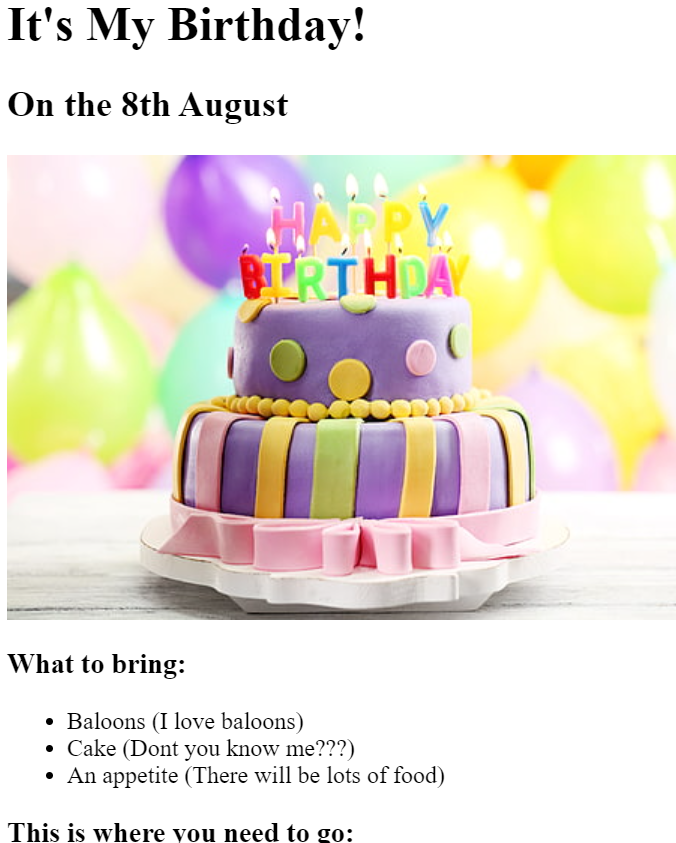 It's My Birthday!
On the 8th August
HAPPY
BIRTHDAY
What to bring:
Baloons (I love baloons)
Cake (Dont you know me???)
An appetite (There will be lots of food)
This is where you need to go: